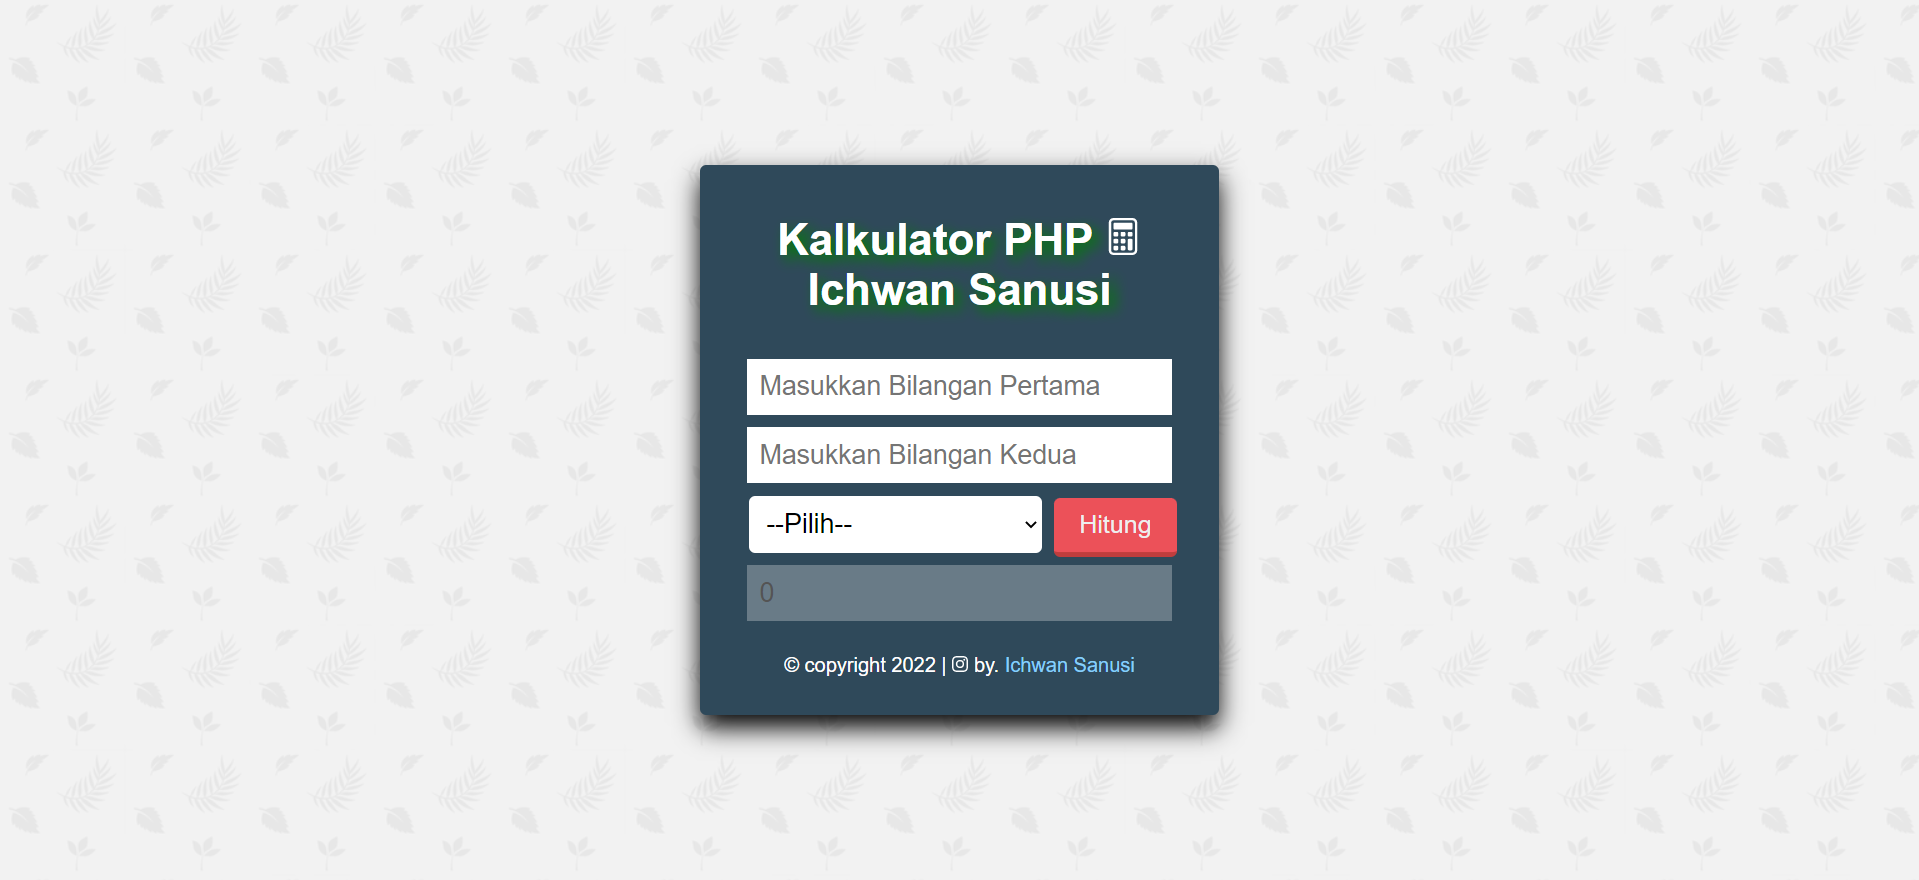 Kalkulator PHP
Ichwan Sanusi
Masukkan Bilangan Pertama
Masukkan Bilangan Kedua
--Pilih--
Hitung
0
© copyright 2022 | by. Ichwan Sanusi